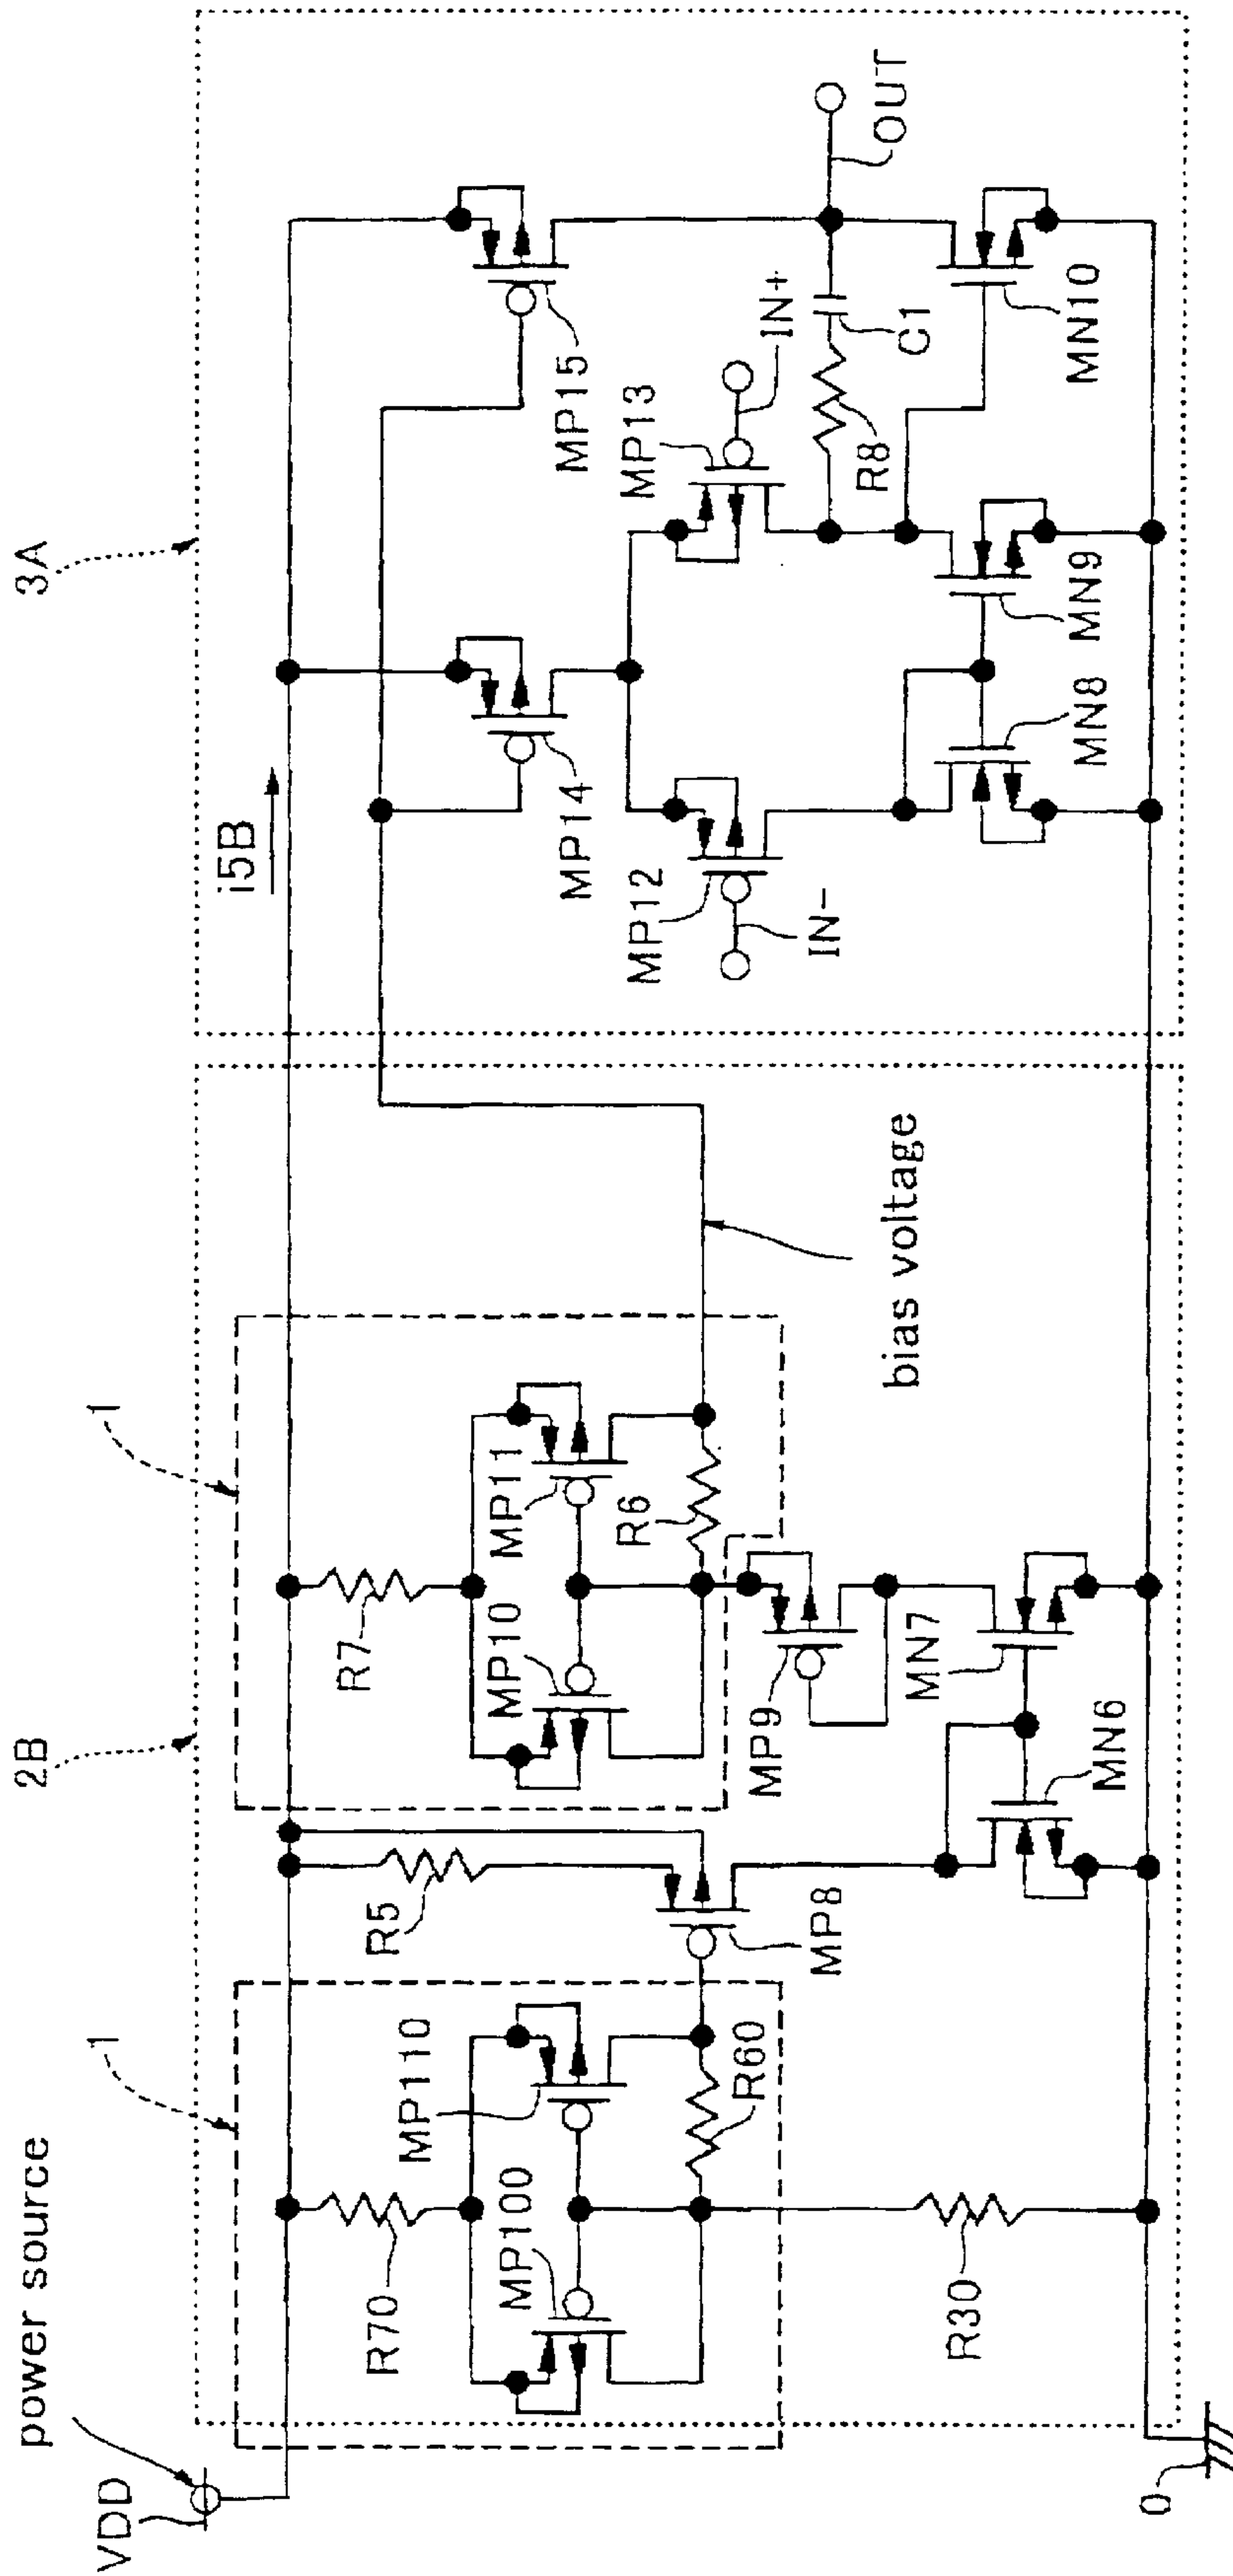 power source
VDD
2B
3A
1
1
i5B
R70
MP100
MP110
R60
R30
R5
MP8
R7
MP10
MP11
R6
MP9
MN7
MN6
bias voltage
MP14
MP15
MP12
IN-
MP13
IN+
R8
C1
OUT
MN8
MN9
MN10
0